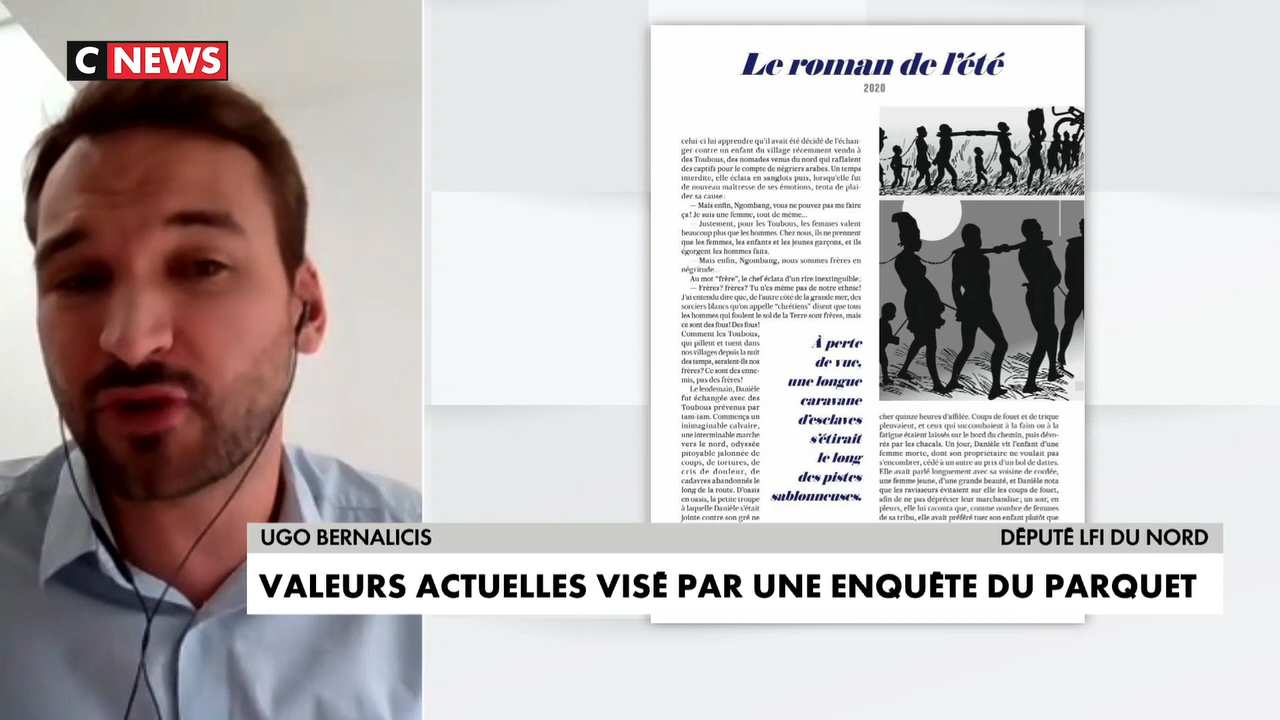 CNEWS
Le roman de l'été
2020
celui-ci lui apprendre qu'il avait été décidé de l'échan-
ger contre un enfant du village récemment vendu à
des Toubous, des nomades venus du nord qui raflaient
des captifs pour le compte de négriers arabes. Un temps
interdite, elle éclata en sanglots puis, lorsqu'elle fut
de nouveau maîtresse de ses émotions, tenta de plai-
der sa cause :
— Mais enfin, Ngombang, vous ne pouvez pas me faire
ça ! Je suis une femme, tout de même...
Justement, pour les Toubous, les femmes valent
beaucoup plus que les hommes. Chez nous, ils ne prennent
que les femmes, les enfants et les jeunes garçons, et ils
égorgent les hommes faits.
Mais enfin, Ngombang, nous sommes frères en
négritude...
Au mot "frère", le chef éclata d'un rire inextinguible :
— Frères ? frères ? Tu n'es même pas de notre ethnie !
J'ai entendu dire que, de l'autre côté de la grande mer, des
sorciers blancs qu'on appelle "chrétiens" disent que tous
les hommes qui foulent le sol de la Terre sont frères, mais
ce sont des fous ! Des fous !
Comment les Toubous,
qui pillent et tuent dans
nos villages depuis la nuit
des temps, seraient-ils nos
frères ? Ce sont des enne-
mis, pas des frères !
Le lendemain, Danièle
fut échangée avec des
Toubous prévenus par
tam-tam. Commença un
inimaginable calvaire,
une interminable marche
vers le nord, odyssée
pitoyable jalonnée de
coups, de tortures, de
cris de douleur, de
cadavres abandonnés le
long de la route. D'oasis
en oasis, la petite troupe
à laquelle Danièle s'était
jointe contre son gré ne
À perte
de vue,
une longue
caravane
d'esclaves
s'étirait
le long
des pistes
sablonneuses.
cher quinze heures d'affilée. Coups de fouet et de trique
pleuvaient, et ceux qui succombaient à la faim ou à la
fatigue étaient laissés sur le bord du chemin, puis dévo-
rés par les chacals. Un jour, Danièle vit l'enfant d'une
femme morte, dont son propriétaire ne voulait pas
s'encombrer, cédé à un autre au prix d'un bol de dattes.
Elle avait parlé longuement avec sa voisine de cordée,
une femme jeune, d'une grande beauté, et Danièle nota
que les ravisseurs évitaient sur elle les coups de fouet,
afin de ne pas déprécier leur marchandise ; un soir, en
pleurs, elle lui raconta que, comme nombre de femmes
de sa tribu, elle avait préféré tuer son enfant plutôt que
UGO BERNALICIS
DÉPUTÉ LFI DU NORD
VALEURS ACTUELLES VISÉ PAR UNE ENQUÊTE DU PARQUET